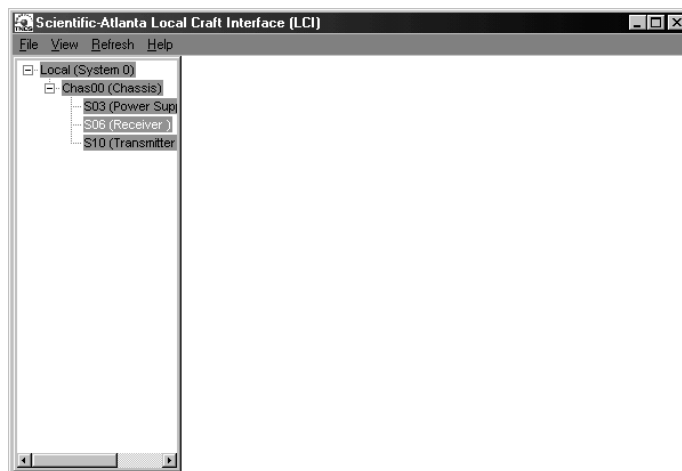 Scientific-Atlanta Local Craft Interface (LCI)
File View Refresh Help
Local (System 0)
Chas00 (Chassis)
S03 (Power Sup
S06 (Receiver )
S10 (Transmitter